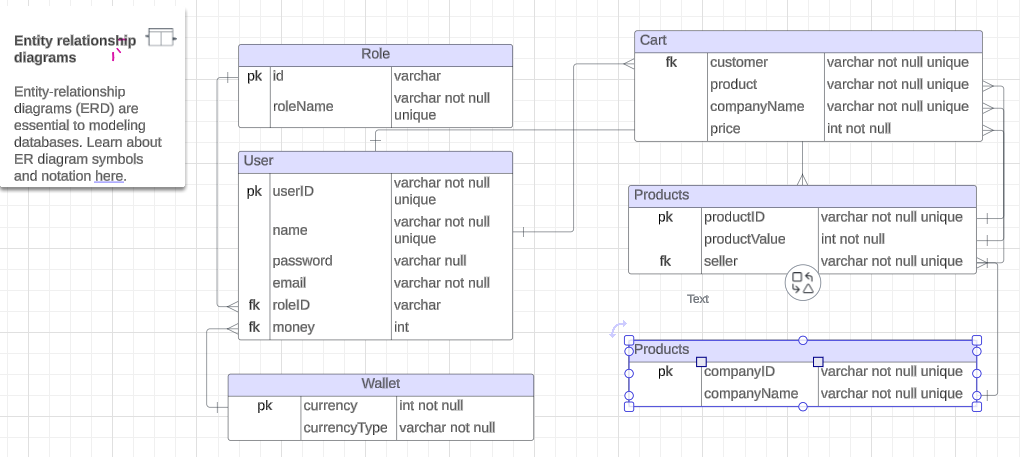 Entity relationship
diagrams
Entity-relationship
diagrams (ERD) are
essential to modeling
databases. Learn about
ER diagram symbols
and notation here.
Role
pk id varchar
roleName varchar not null
unique
User
pk userID varchar not null
unique
name varchar not null
unique
password varchar null
email varchar not null
fk roleID varchar
fk money int
Wallet
pk currency int not null
currencyType varchar not null
Cart
fk customer varchar not null unique
product varchar not null unique
companyName varchar not null unique
price int not null
Products
pk productID varchar not null unique
productValue int not null
fk seller varchar not null unique
Text
Products
pk companyID varchar not null unique
companyName varchar not null unique